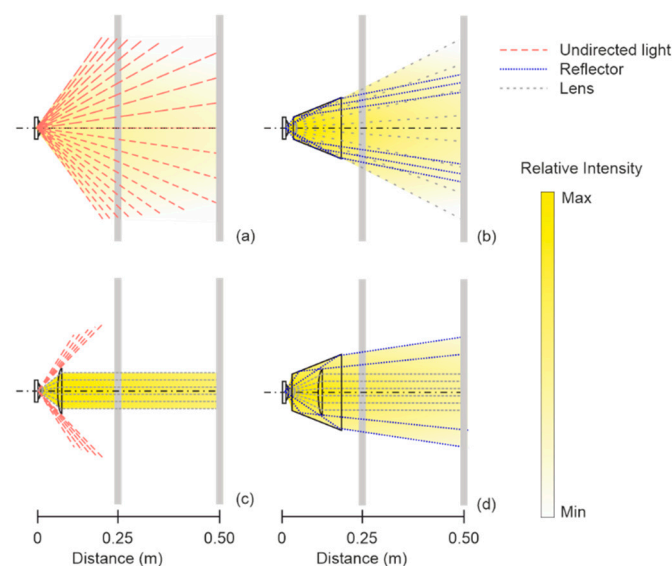 Undirected light
Reflector
Lens
(a)
(b)
Relative Intensity
Max
Min
(c)
(d)
0 0.25 0.50
Distance (m)
0 0.25 0.50
Distance (m)